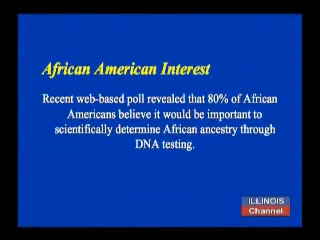 African American Interest
Recent web-based poll revealed that 80% of African
Americans believe it would be important to
scientifically determine African ancestry through
DNA testing.
ILLINOIS
Channel